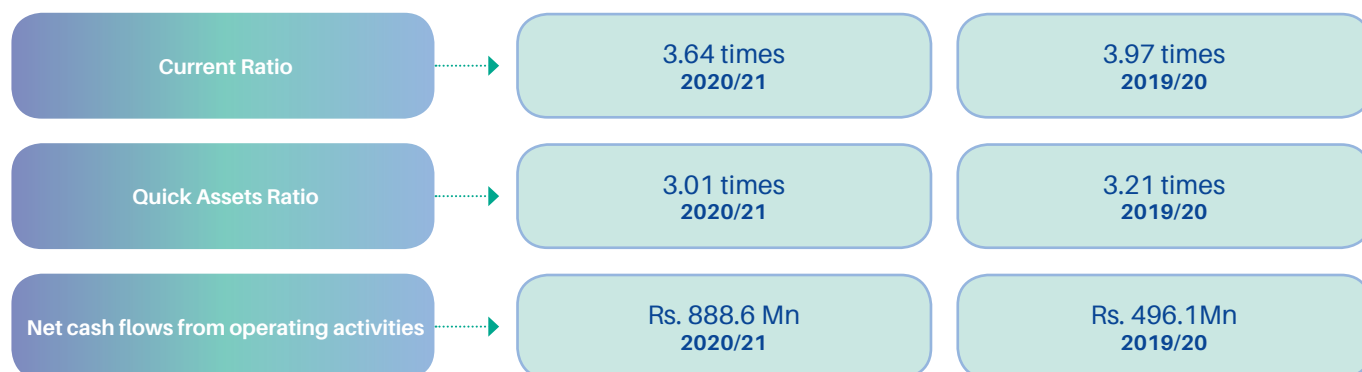 Current Ratio
3.64 times
2020/21
3.97 times
2019/20
Quick Assets Ratio
3.01 times
2020/21
3.21 times
2019/20
Net cash flows from operating activities
Rs. 888.6 Mn
2020/21
Rs. 496.1Mn
2019/20